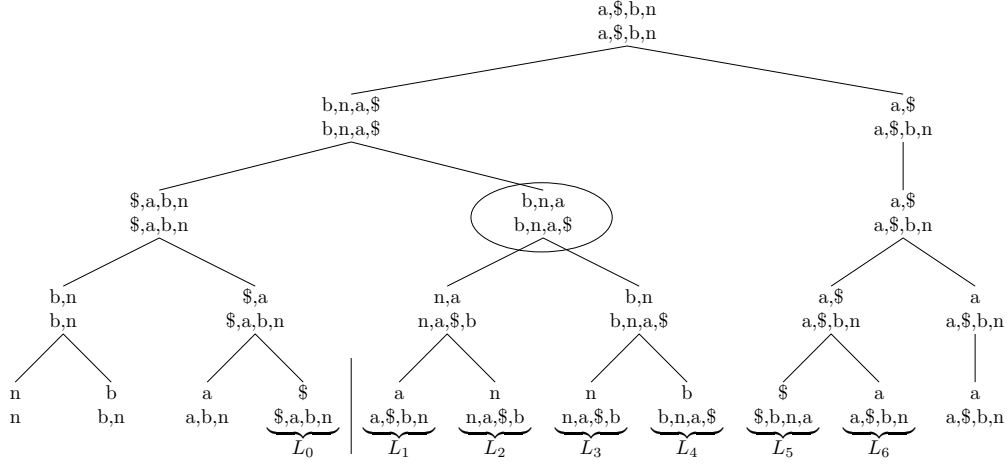 a,$,b,n
a,$,b,n
b,n,a,$ a,$
b,n,a,$ a,$,b,n
$,a,b,n b,n,a a,$
$,a,b,n b,n,a,$ a,$,b,n
b,n $,a n,a b,n a,$ a
b,n $,a,b,n n,a,$,b b,n,a,$ a,$,b,n a,$,b,n
n b a $ a n n b $ a a
n b,n a,b,n $,a,b,n a,$,b,n n,a,$,b n,a,$,b b,n,a,$ $,b,n,a a,$,b,n a,$,b,n
L₀ L₁ L₂ L₃ L₄ L₅ L₆